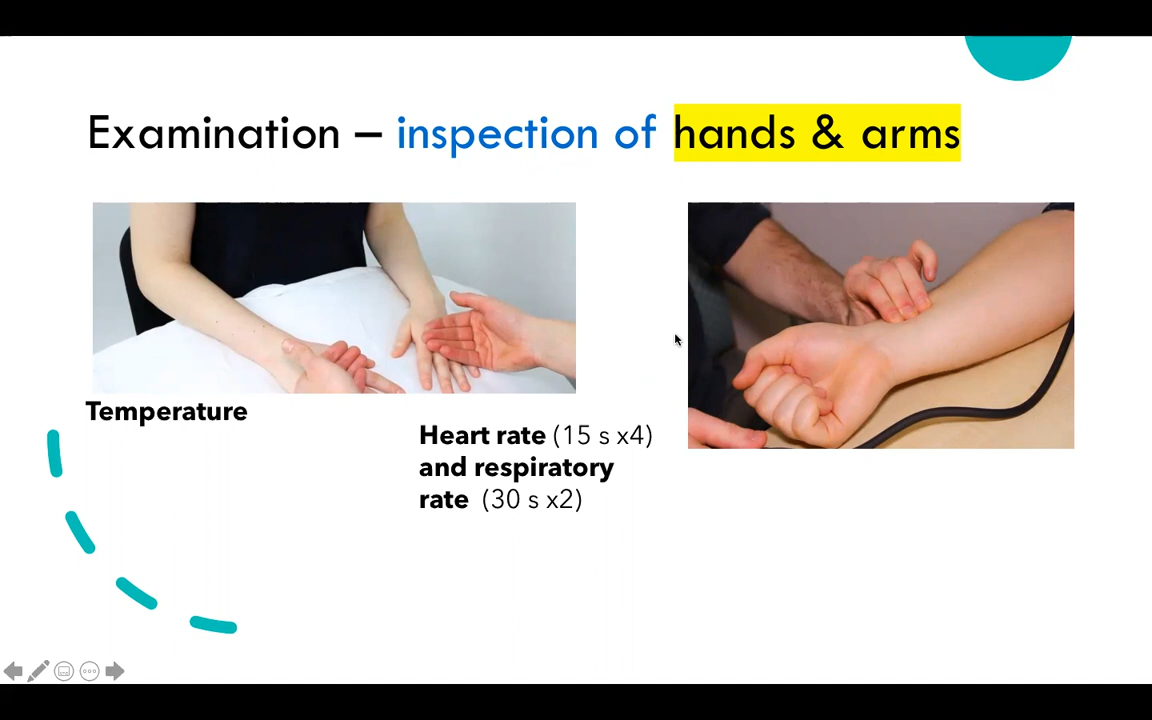 Examination – inspection of hands & arms
Temperature
Heart rate (15 s x4)
and respiratory
rate (30 s x2)